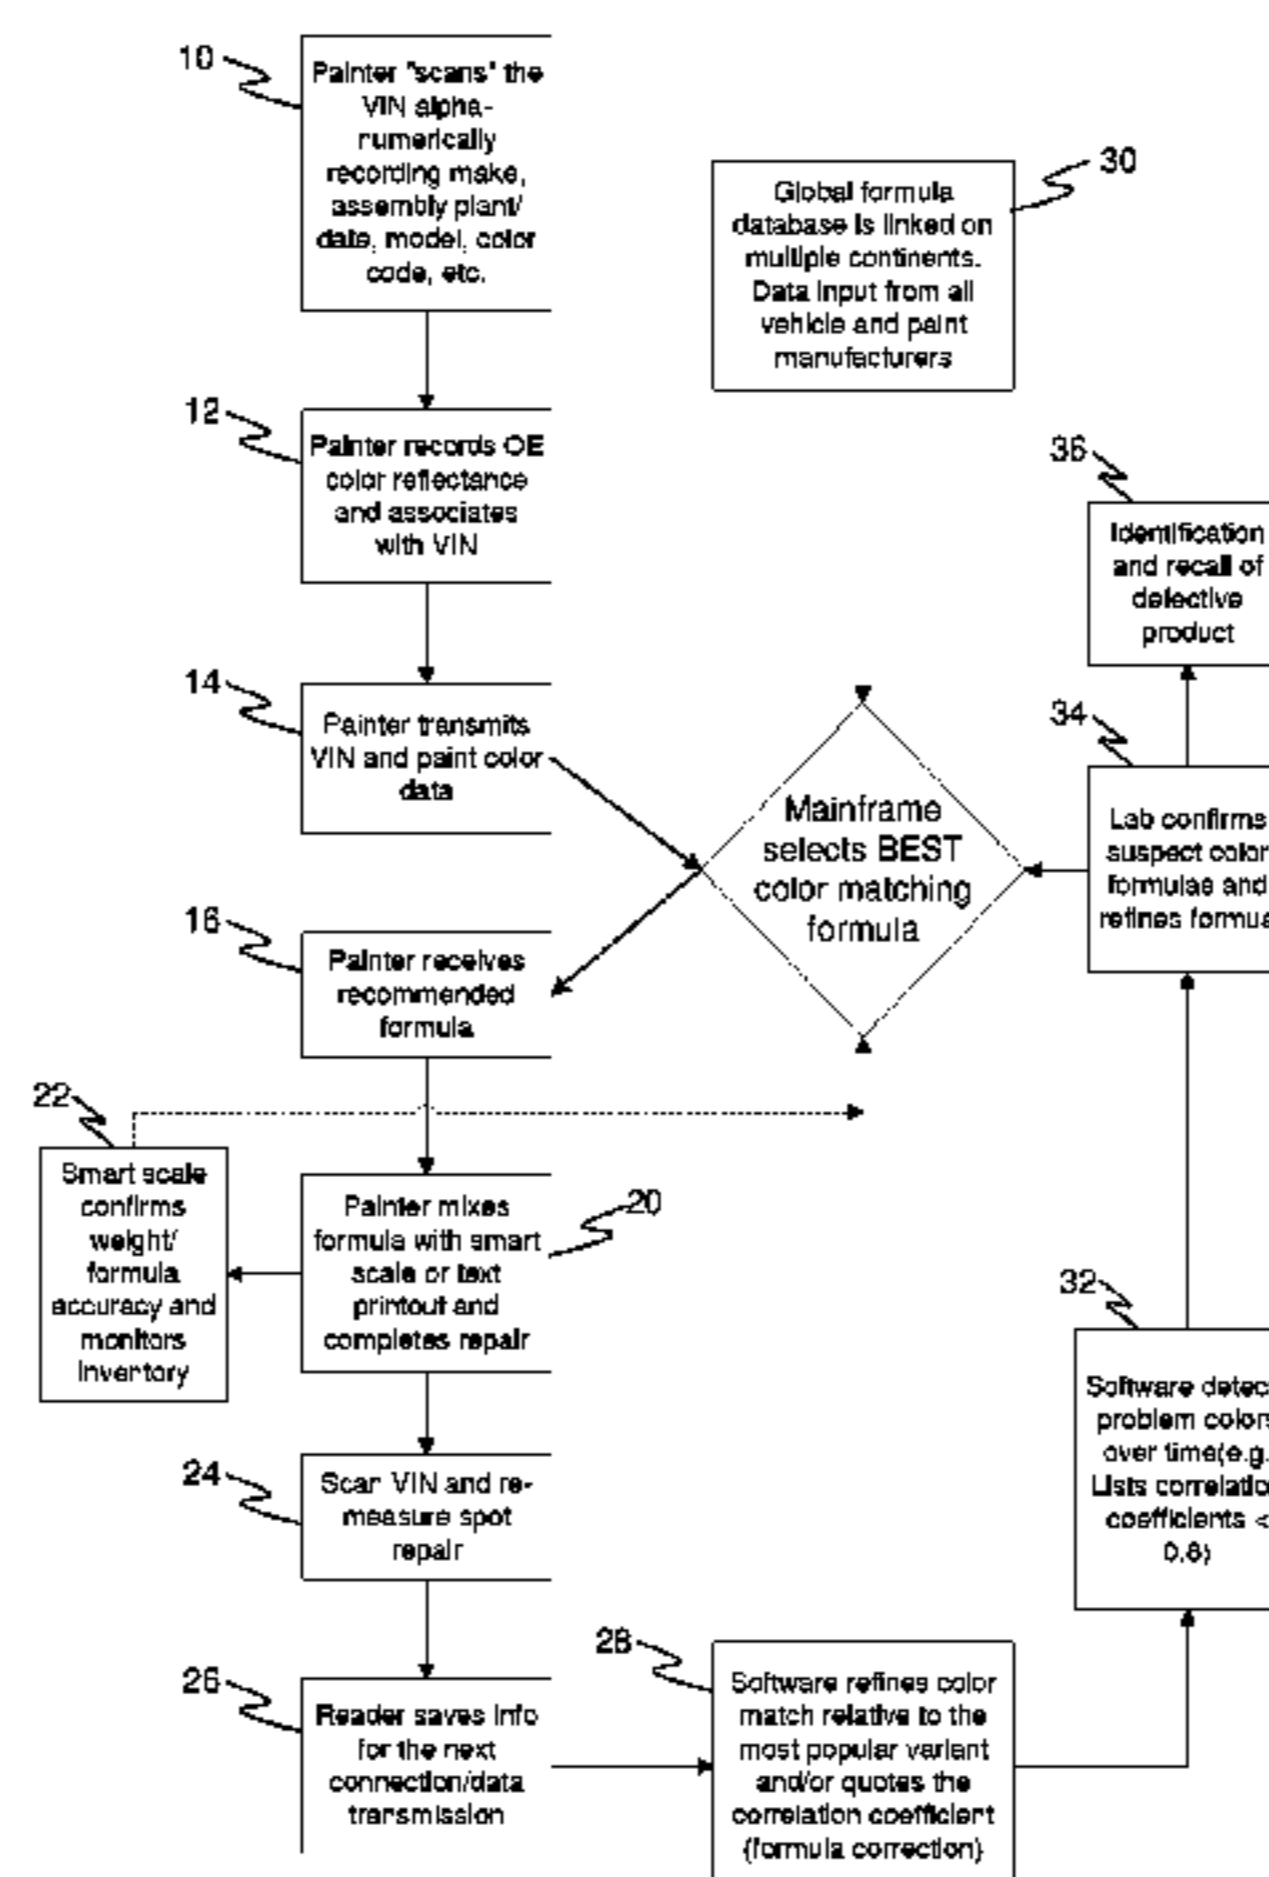 10
Painter "scans" the
VIN alpha-
numerically
recording make,
assembly plant/
date, model, color
code, etc.
30
Global formula
database is linked on
multiple continents.
Data input from all
vehicle and paint
manufacturers
12
Painter records OE
color reflectance
and associates
with VIN
36
Identification
and recall of
defective
product
14
Painter transmits
VIN and paint color
data
Mainframe
selects BEST
color matching
formula
34
Lab confirms
suspect color
formulae and
refines formua
16
Painter receives
recommended
formula
22
Smart scale
confirms
weight/
formula
accuracy and
monitors
inventory
20
Painter mixes
formula with smart
scale or text
printout and
completes repair
32
Software detec
problem colors
over time(e.g.
Lists correlatio
coefficients <
0.8)
24
Scan VIN and re-
measure spot
repair
26
Reader saves info
for the next
connection/data
transmission
28
Software refines color
match relative to the
most popular variant
and/or quotes the
correlation coefficient
(formula correction)